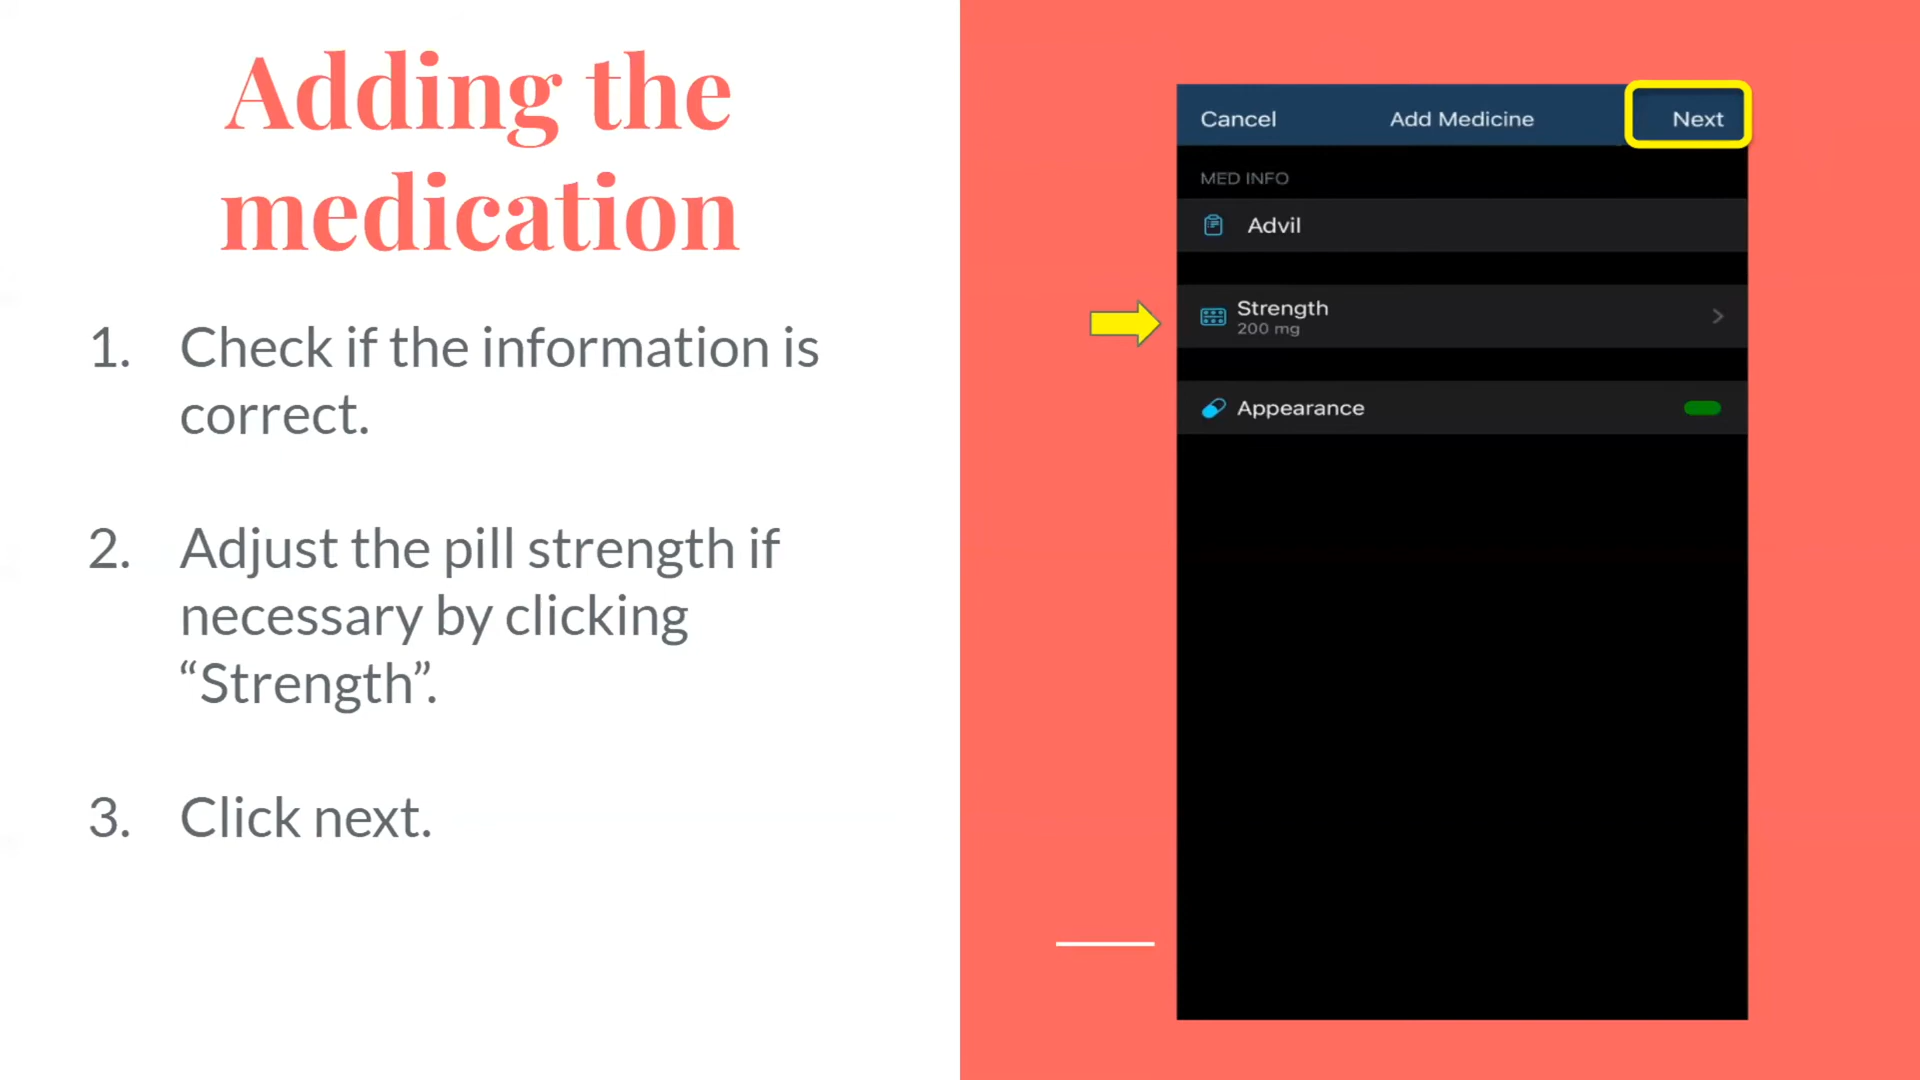 Adding the
medication
1. Check if the information is
correct.
2. Adjust the pill strength if
necessary by clicking
“Strength”.
3. Click next.
Cancel Add Medicine Next
MED INFO
Advil
Strength
200 mg
Appearance